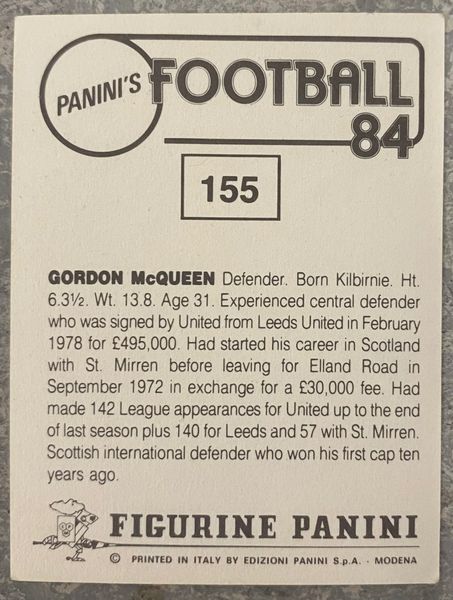 PANINI'S FOOTBALL
84
155
GORDON McQUEEN Defender. Born Kilbirnie. Ht.
6.3½. Wt. 13.8. Age 31. Experienced central defender
who was signed by United from Leeds United in February
1978 for £495,000. Had started his career in Scotland
with St. Mirren before leaving for Elland Road in
September 1972 in exchange for a £30,000 fee. Had
made 142 League appearances for United up to the end
of last season plus 140 for Leeds and 57 with St. Mirren.
Scottish international defender who won his first cap ten
years ago.
FIGURINE PANINI
© PRINTED IN ITALY BY EDIZIONI PANINI S.p.A. - MODENA